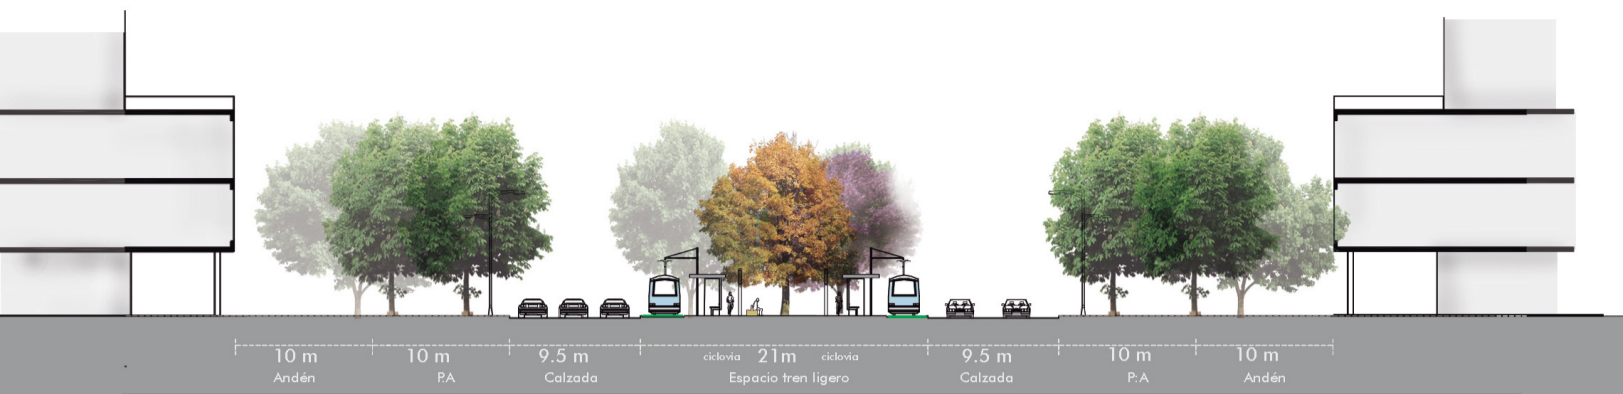 10 m 10 m 9.5 m ciclovia 21m ciclovia 9.5 m 10 m 10 m
Andén P.A Calzada Espacio tren ligero Calzada P:A Andén